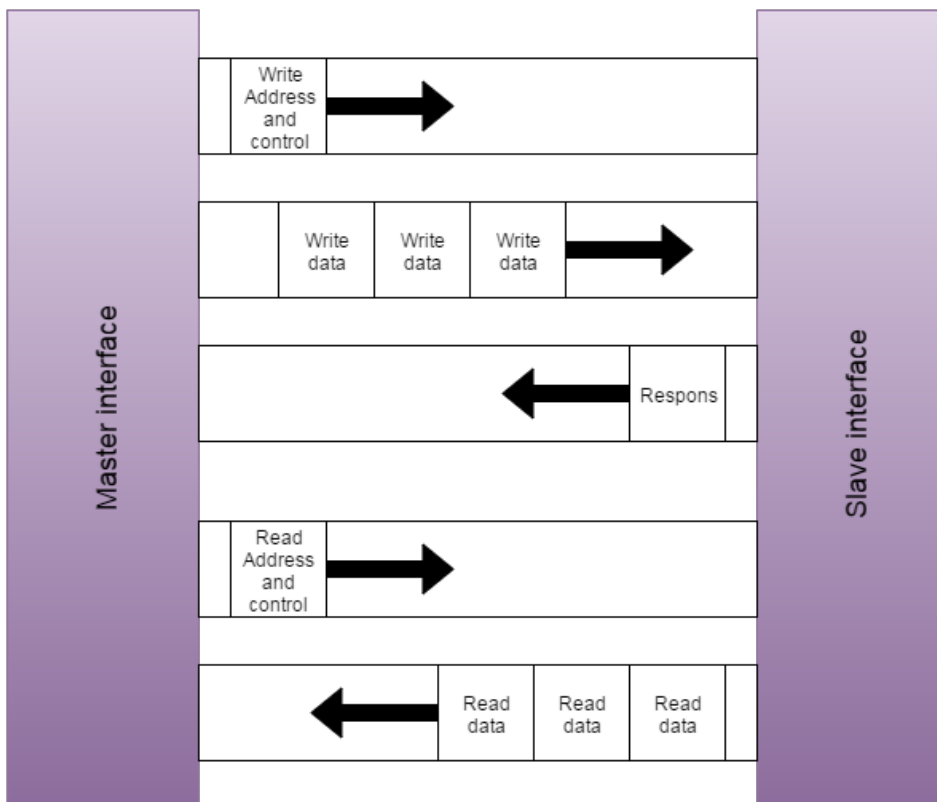 Master interface
Write
Address
and
control
Write
data
Write
data
Write
data
Respons
Read
Address
and
control
Read
data
Read
data
Read
data
Slave interface